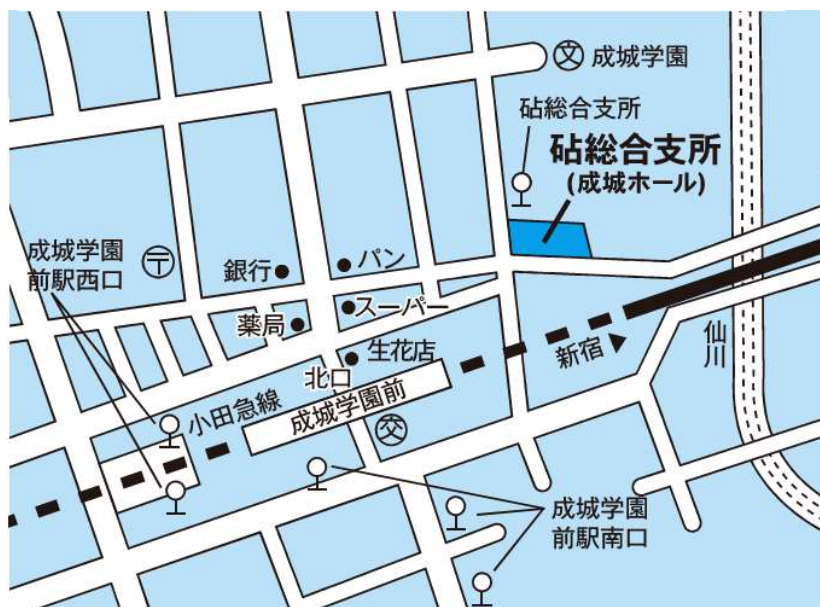 文 成城学園
砧総合支所
砧総合支所
(成城ホール)
成城学園
前駅西口
〒
銀行
パン
スーパー
薬局
生花店
北口
成城学園前
小田急線
交
新宿
仙川
成城学園
前駅南口